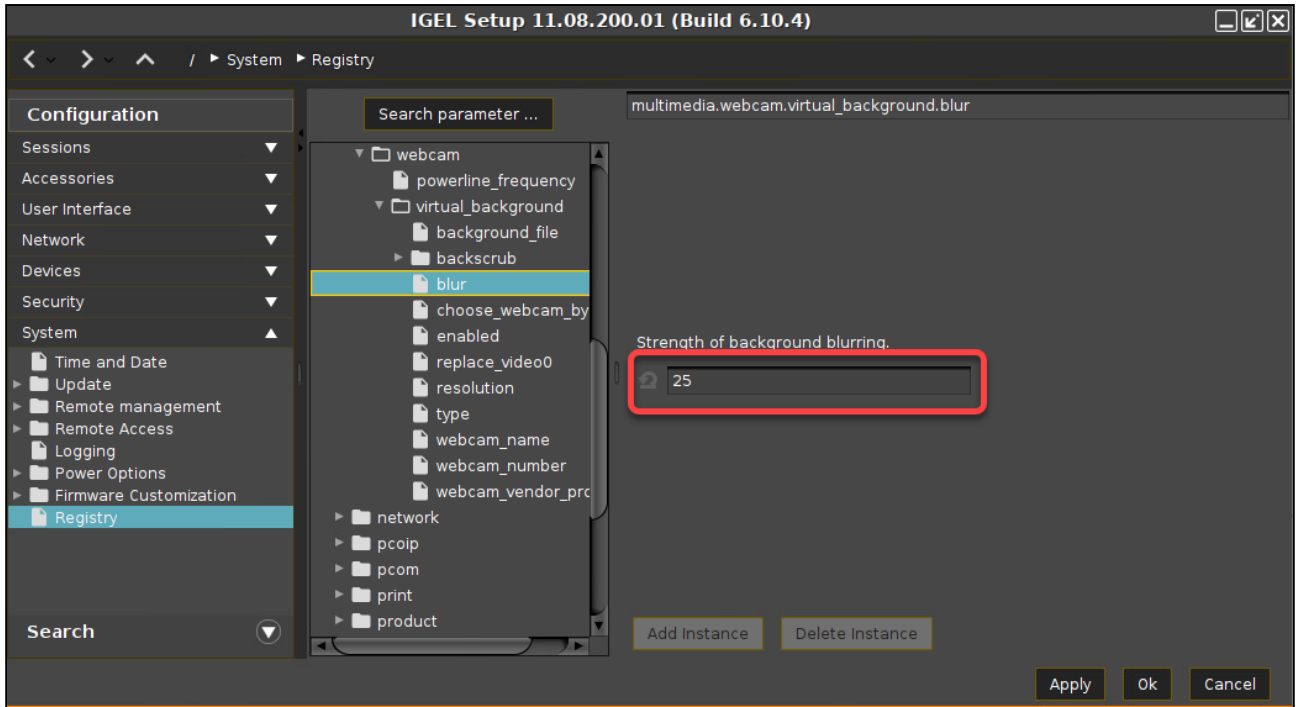 IGEL Setup 11.08.200.01 (Build 6.10.4)
/ System Registry
Configuration
Sessions
Accessories
User Interface
Network
Devices
Security
System
Time and Date
Update
Remote management
Remote Access
Logging
Power Options
Firmware Customization
Registry
Search
Search parameter ...
webcam
powerline_frequency
virtual_background
background_file
backscrub
blur
choose_webcam_by
enabled
replace_video0
resolution
type
webcam_name
webcam_number
webcam_vendor_prc
network
pcoip
pcom
print
product
multimedia.webcam.virtual_background.blur
Strength of background blurring.
25
Add Instance Delete Instance
Apply Ok Cancel